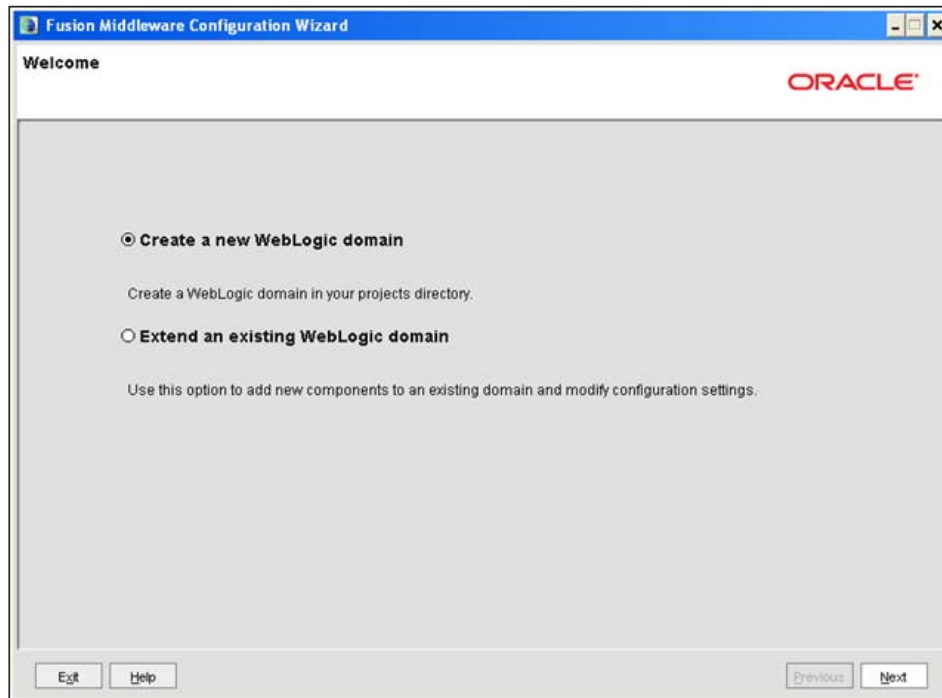 Fusion Middleware Configuration Wizard
Welcome
ORACLE
Create a new WebLogic domain
Create a WebLogic domain in your projects directory.
Extend an existing WebLogic domain
Use this option to add new components to an existing domain and modify configuration settings.
Exit
Help
Previous
Next